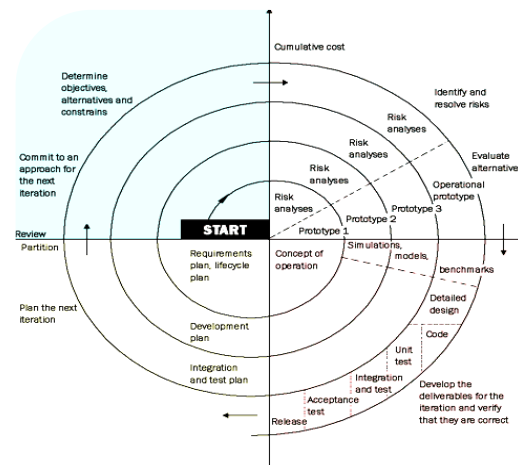 Cumulative cost
Determine
objectives,
alternatives and
constrains
Identify and
resolve risks
Risk
analyses
Risk
analyses
Risk
analyses
Risk
analyses
Commit to an
approach for
the next
iteration
Evaluate
alternative
Operational
prototype
Prototype 3
Prototype 2
Prototype 1
START
Review
Partition
Requirements
plan, lifecycle
plan
Concept of
operation
Simulations,
models,
benchmarks
Plan the next
iteration
Development
plan
Integration
and test plan
Detailed
design
Code
Unit
test
Integration
and test
Acceptance
test
Release
Develop the
deliverables for the
iteration and verify
that they are correct